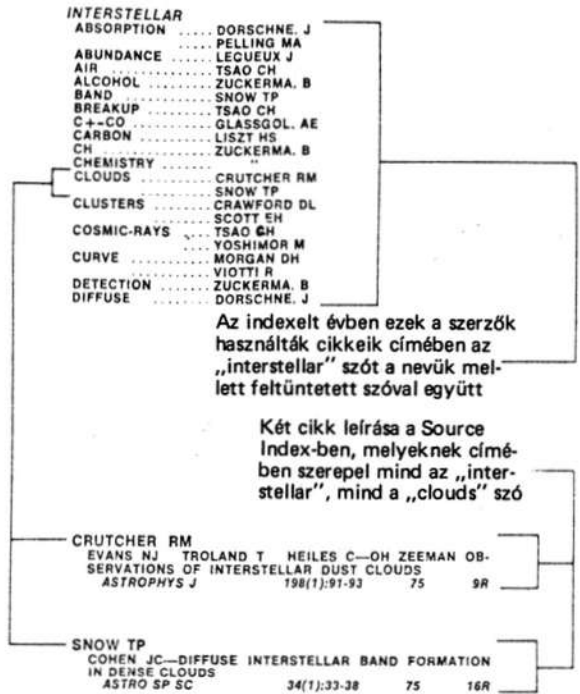 INTERSTELLAR
ABSORPTION ..... DORSCHNE. J
..... PELLING MA
ABUNDANCE ..... LEQUEUX J
AIR ............ TSAO CH
ALCOHOL ........ ZUCKERMA. B
BAND ........... SNOW TP
BREAKUP ........ TSAO CH
C+-CO .......... GLASSGOL. AE
CARBON ......... LISZT HS
CH ............. ZUCKERMA. B
CHEMISTRY ..... "
CLOUDS ......... CRUTCHER RM
......... SNOW TP
CLUSTERS ....... CRAWFORD DL
........ SCOTT EH
COSMIC-RAYS .... TSAO CH
.... YOSHIMOR M
CURVE .......... MORGAN DH
.......... VIOTTI R
DETECTION ...... ZUCKERMA. B
DIFFUSE ........ DORSCHNE. J
Az indexelt évben ezek a szerzők
használták cikkeik címében az
„interstellar" szót a nevük mel-
lett feltüntetett szóval együtt
Két cikk leírása a Source
Index-ben, melyeknek címé-
ben szerepel mind az „inter-
stellar", mind a „clouds" szó
CRUTCHER RM
EVANS NJ TROLAND T HEILES C—OH ZEEMAN OB-
SERVATIONS OF INTERSTELLAR DUST CLOUDS
ASTROPHYS J 198(1):91-93 75 9R
SNOW TP
COHEN JC—DIFFUSE INTERSTELLAR BAND FORMATION
IN DENSE CLOUDS
ASTRO SP SC 34(1):33-38 75 16R